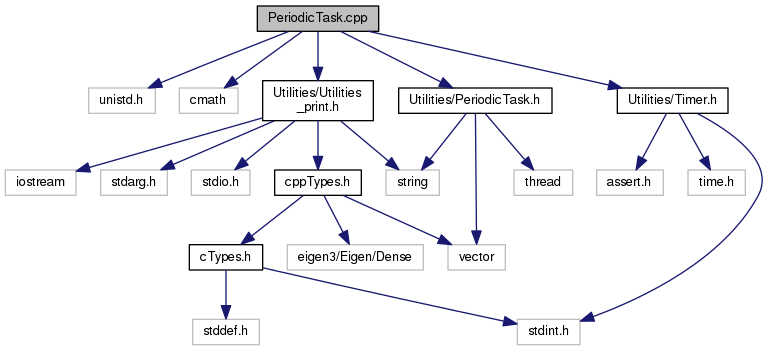 PeriodicTask.cpp
unistd.h
cmath
Utilities/Utilities
_print.h
Utilities/PeriodicTask.h
Utilities/Timer.h
iostream
stdarg.h
stdio.h
cppTypes.h
string
thread
assert.h
time.h
cTypes.h
eigen3/Eigen/Dense
vector
stddef.h
stdint.h